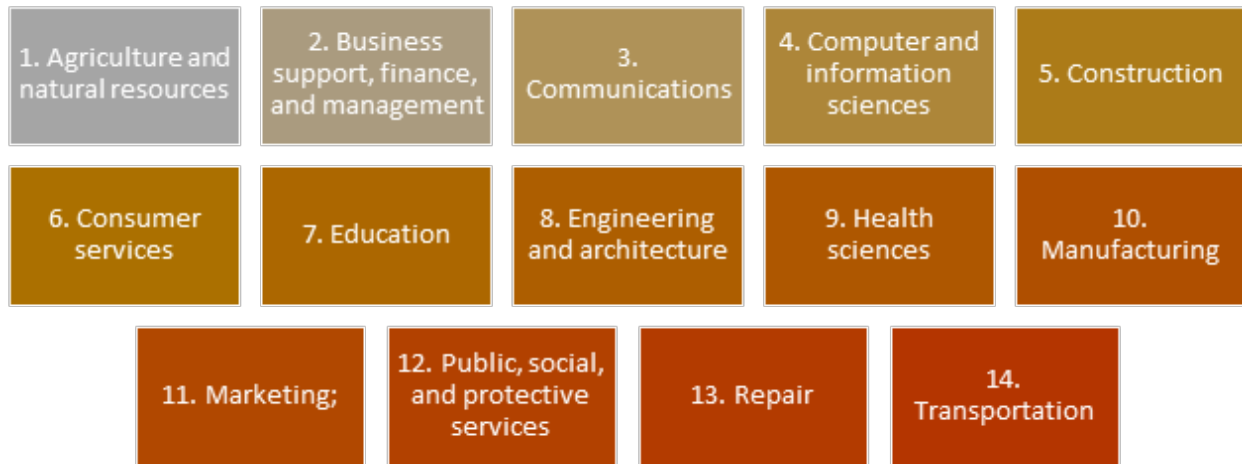 1. Agriculture and
natural resources
2. Business
support, finance,
and management
3.
Communications
4. Computer and
information
sciences
5. Construction
6. Consumer
services
7. Education
8. Engineering
and architecture
9. Health
sciences
10.
Manufacturing
11. Marketing;
12. Public, social,
and protective
services
13. Repair
14.
Transportation